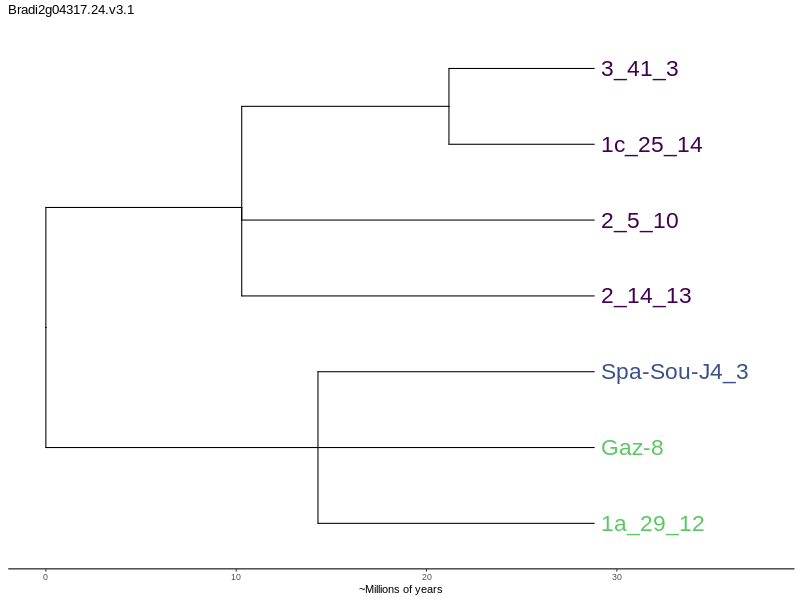 Bradi2g04317.24.v3.1
3_41_3
1c_25_14
2_5_10
2_14_13
Spa-Sou-J4_3
Gaz-8
1a_29_12
0 10 20 30
~Millions of years